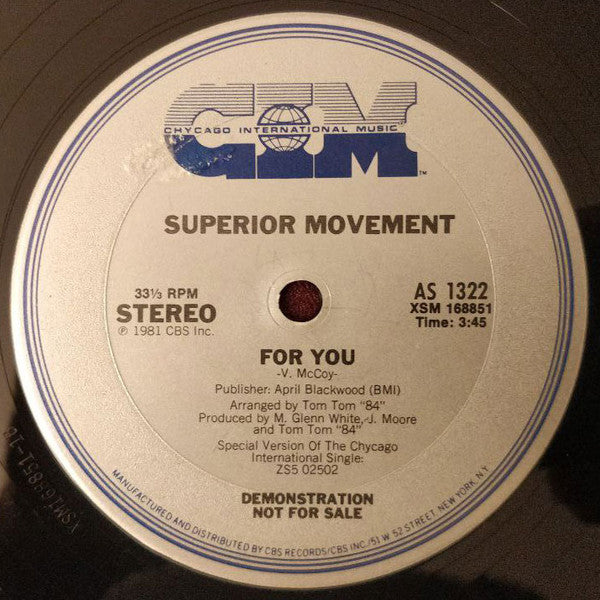 CIM
CHYCAGO INTERNATIONAL MUSIC
™
SUPERIOR MOVEMENT
33⅓ RPM
STEREO
℗ 1981 CBS Inc.
AS 1322
XSM 168851
Time: 3:45
FOR YOU
-V. McCoy-
Publisher: April Blackwood (BMI)
Arranged by Tom Tom "84"
Produced by M. Glenn White, J. Moore
and Tom Tom "84"
Special Version Of The Chycago
International Single:
ZS5 02502
DEMONSTRATION
NOT FOR SALE
MANUFACTURED AND DISTRIBUTED BY CBS RECORDS/CBS INC./51 W. 52 STREET, NEW YORK, N.Y.